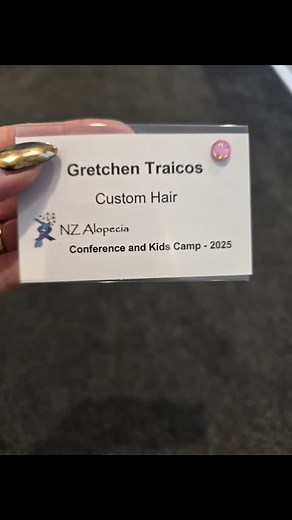 Gretchen Traicos
Custom Hair
NZ Alopecia
Conference and Kids Camp - 2025